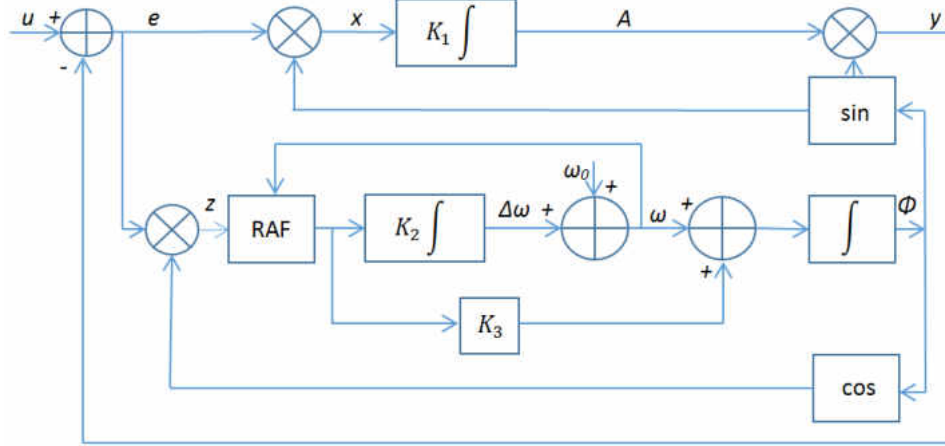 u + e x K₁ ∫ A y
-
sin
ω₀
z + Δω + ω + Φ
RAF K₂ ∫ ∫
+
K₃
cos